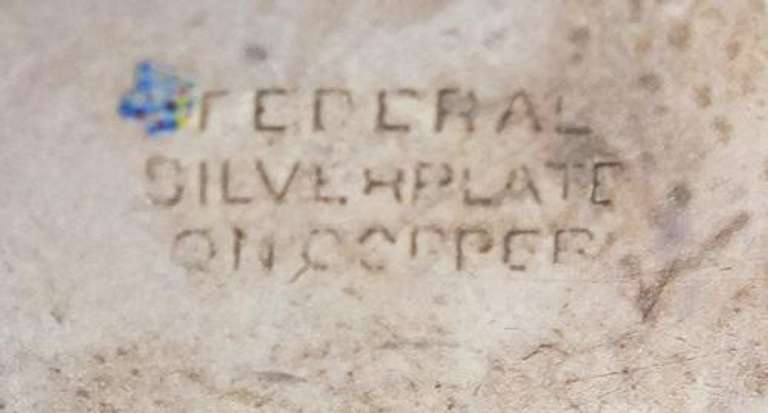 FEDERAL
SILVERPLATE
ON COPPER